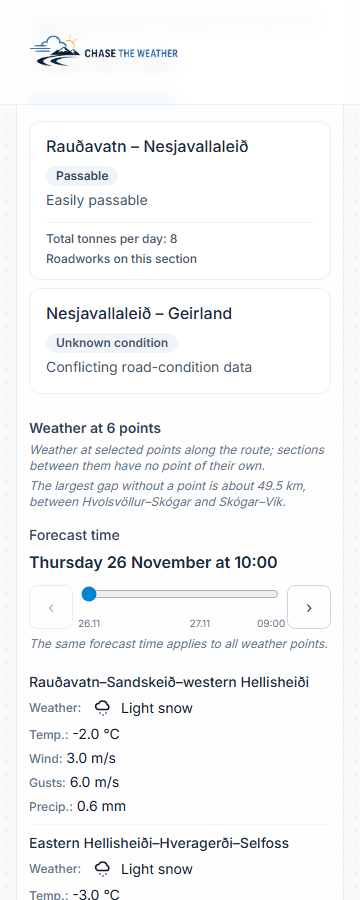 CHASE THE WEATHER
Rauðavatn – Nesjavallaleið
Passable
Easily passable
Total tonnes per day: 8
Roadworks on this section
Nesjavallaleið – Geirland
Unknown condition
Conflicting road-condition data
Weather at 6 points
Weather at selected points along the route; sections
between them have no point of their own.
The largest gap without a point is about 49.5 km,
between Hvolsvöllur–Skógar and Skógar–Vík.
Forecast time
Thursday 26 November at 10:00
‹ ›
26.11 27.11 09:00
The same forecast time applies to all weather points.
Rauðavatn–Sandskeið–western Hellisheiði
Weather: Light snow
Temp.: -2.0 °C
Wind: 3.0 m/s
Gusts: 6.0 m/s
Precip.: 0.6 mm
Eastern Hellisheiði–Hveragerði–Selfoss
Weather: Light snow
Temp.: -3.0 °C